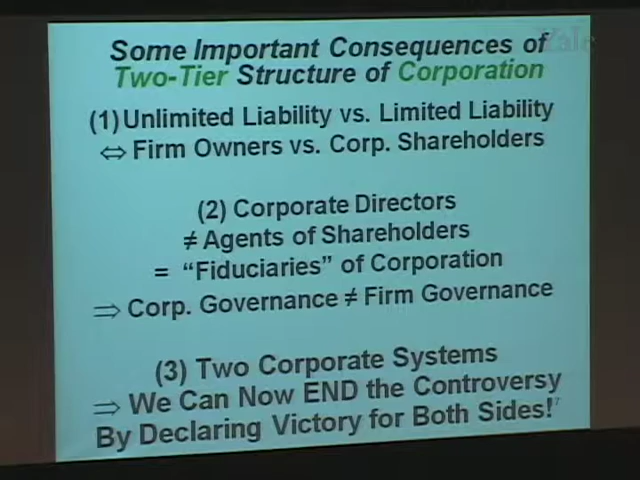 Yale
Some Important Consequences of
Two-Tier Structure of Corporation
(1) Unlimited Liability vs. Limited Liability
⇔ Firm Owners vs. Corp. Shareholders
(2) Corporate Directors
≠ Agents of Shareholders
= “Fiduciaries” of Corporation
⇒ Corp. Governance ≠ Firm Governance
(3) Two Corporate Systems
⇒ We Can Now END the Controversy
By Declaring Victory for Both Sides!